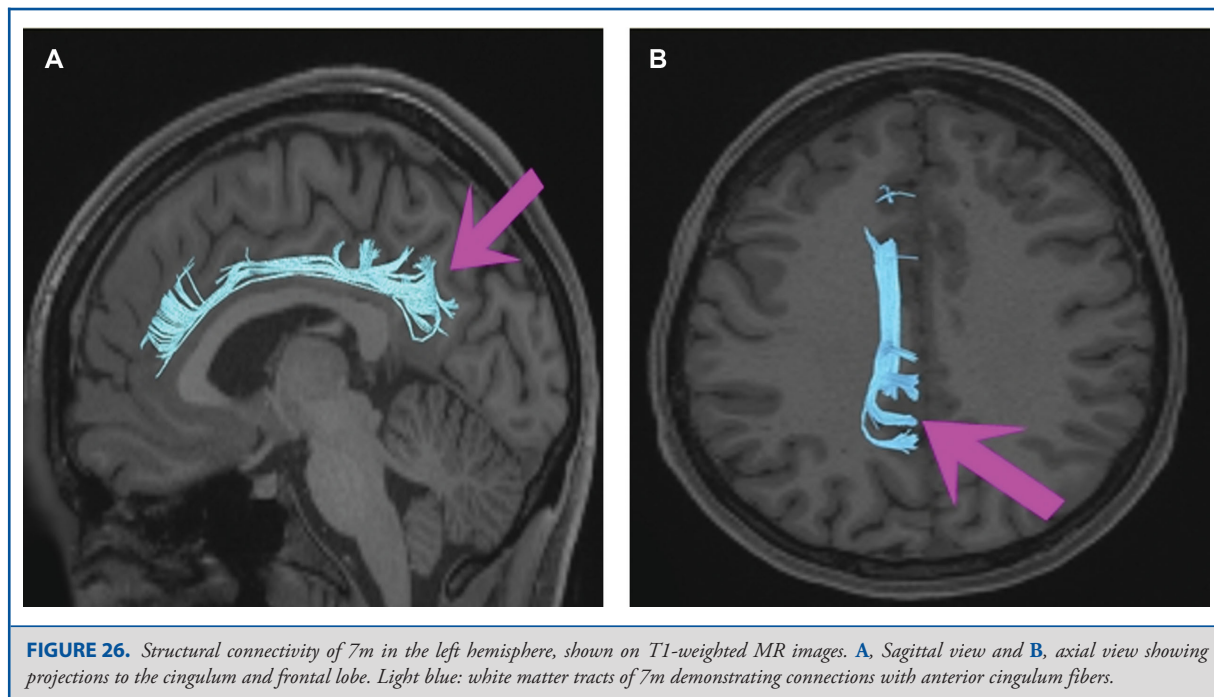 A
B
FIGURE 26. Structural connectivity of 7m in the left hemisphere, shown on T1-weighted MR images. A, Sagittal view and B, axial view showing
projections to the cingulum and frontal lobe. Light blue: white matter tracts of 7m demonstrating connections with anterior cingulum fibers.